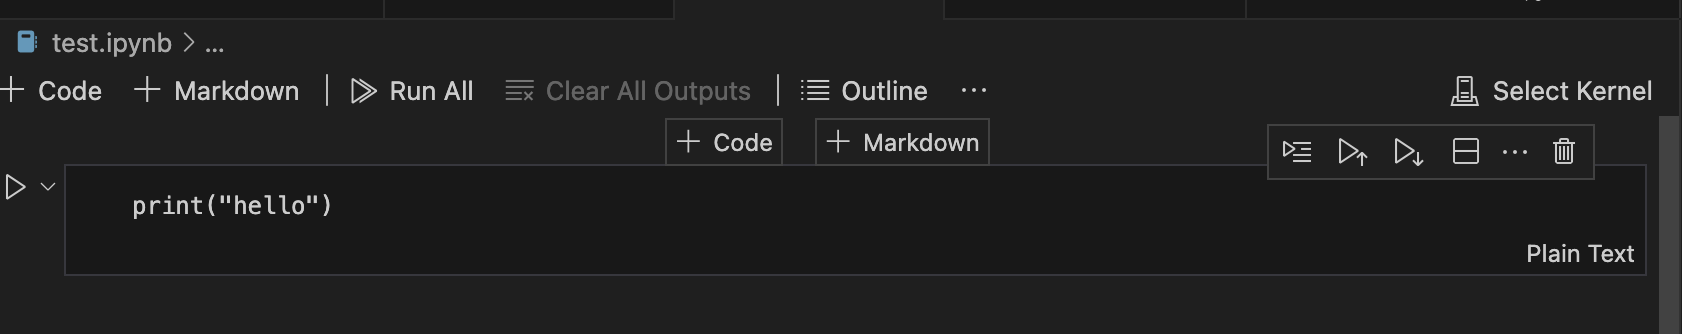 test.ipynb > ...
Code Markdown Run All Clear All Outputs Outline ... Select Kernel
Code Markdown
print("hello")
Plain Text